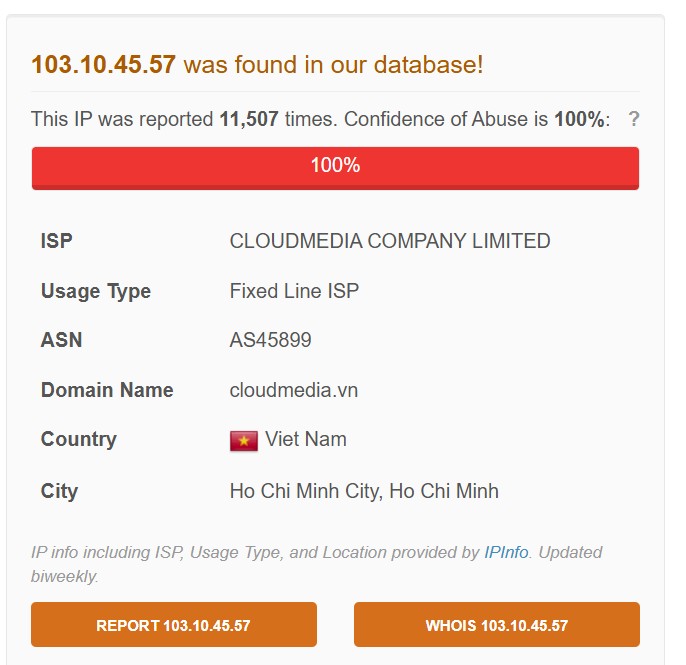 103.10.45.57 was found in our database!
This IP was reported 11,507 times. Confidence of Abuse is 100%: ?
100%
ISP CLOUDMEDIA COMPANY LIMITED
Usage Type Fixed Line ISP
ASN AS45899
Domain Name cloudmedia.vn
Country Viet Nam
City Ho Chi Minh City, Ho Chi Minh
IP info including ISP, Usage Type, and Location provided by IPInfo. Updated
biweekly.
REPORT 103.10.45.57 WHOIS 103.10.45.57